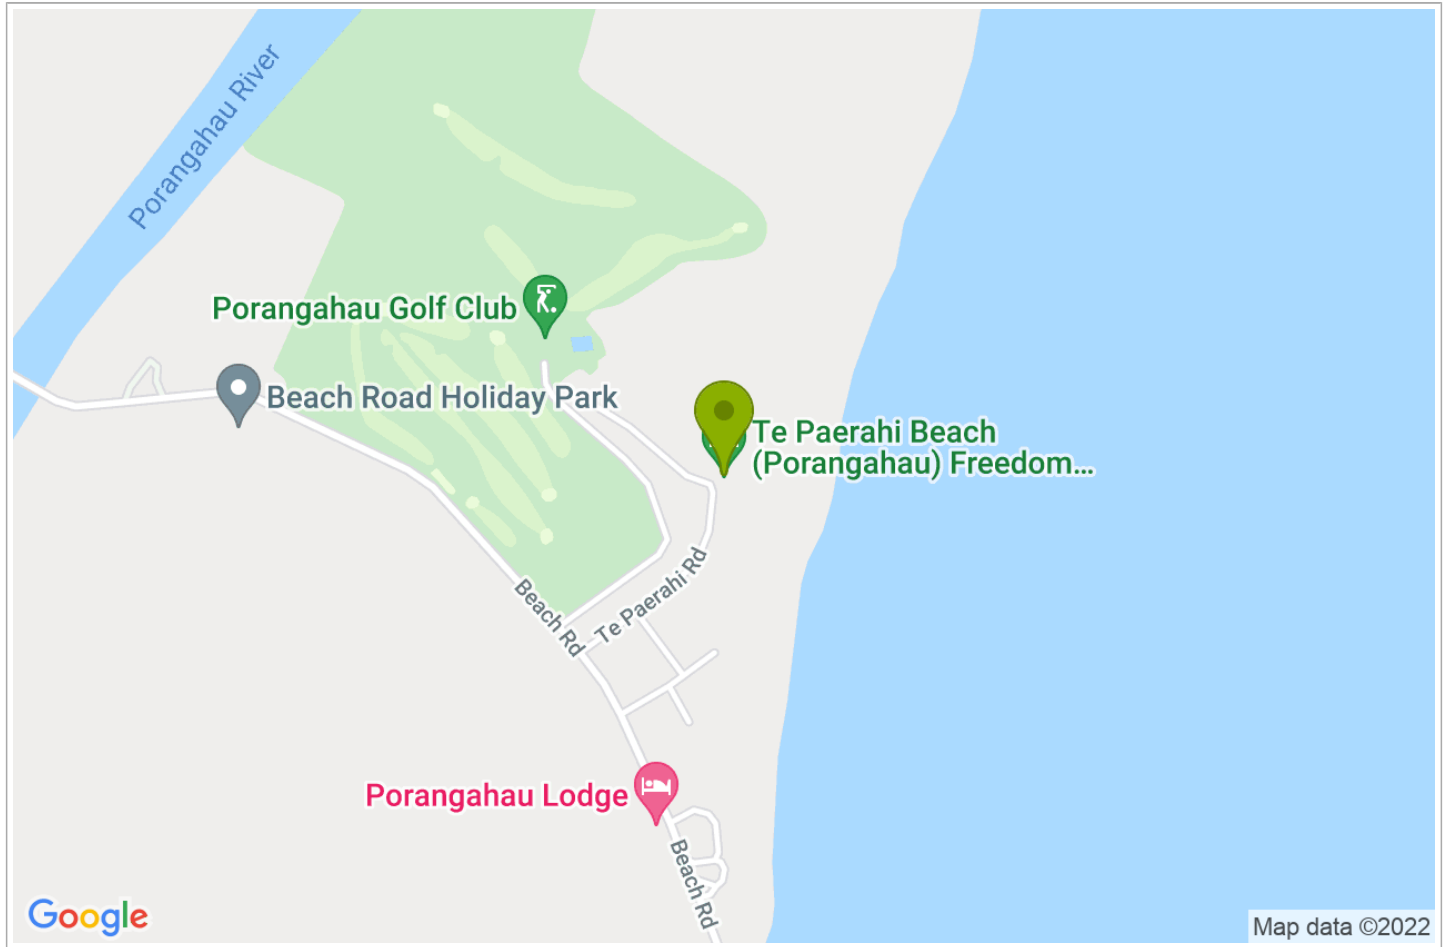 Porangahau River
Porangahau Golf Club
Beach Road Holiday Park
Te Paerahi Beach
(Porangahau) Freedom...
Beach Rd
Te Paerahi Rd
Porangahau Lodge
Beach Rd
Google
Map data ©2022